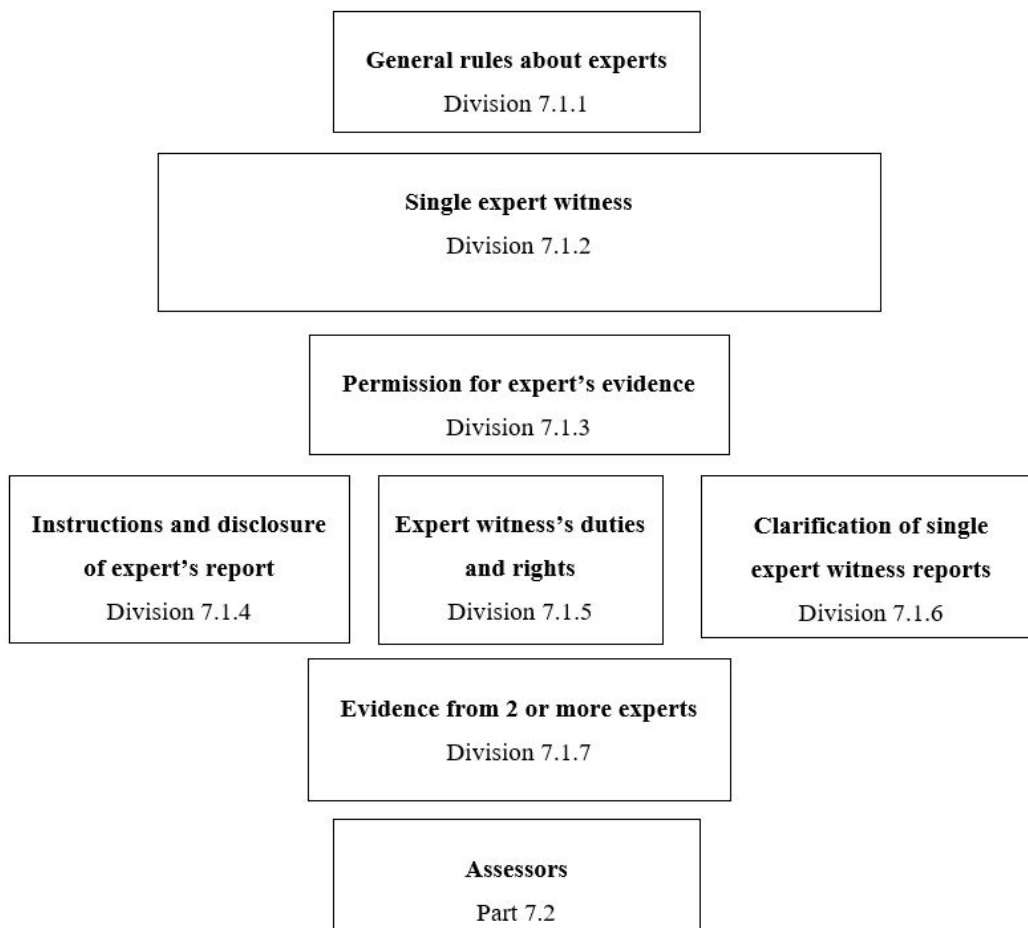 General rules about experts
Division 7.1.1
Single expert witness
Division 7.1.2
Permission for expert’s evidence
Division 7.1.3
Instructions and disclosure
of expert’s report
Division 7.1.4
Expert witness’s duties
and rights
Division 7.1.5
Clarification of single
expert witness reports
Division 7.1.6
Evidence from 2 or more experts
Division 7.1.7
Assessors
Part 7.2